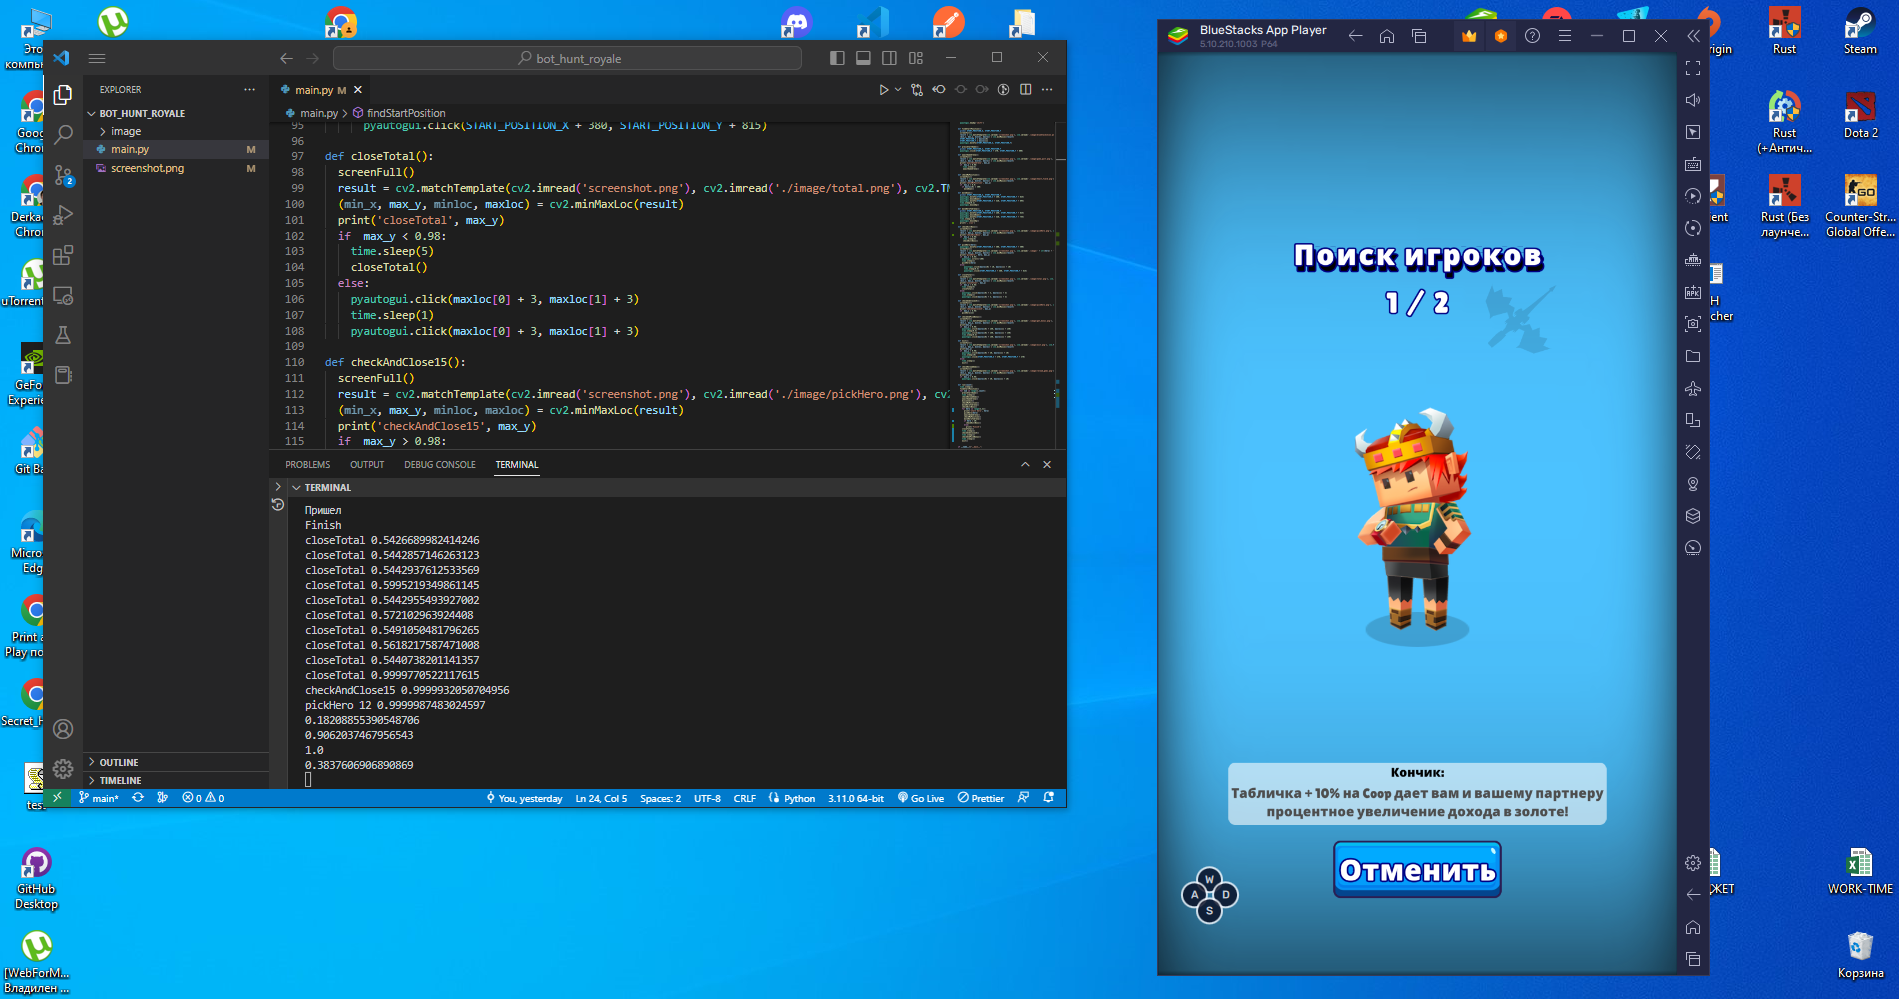 Это
компь
Goo
Chro
Derka
Chro
uTorrent
GeFo
Experie
Git Ba
Micro
Edg
Print a
Play по
Secret_H
test
GitHub
Desktop
[WebForM...
Владилен ...
bot_hunt_royale
EXPLORER
BOT_HUNT_ROYALE
image
main.py M
screenshot.png M
OUTLINE
TIMELINE
main.py M
main.py > findStartPosition
95 pyautogui.click(START_POSITION_X + 380, START_POSITION_Y + 815)
96
97 def closeTotal():
98 screenFull()
99 result = cv2.matchTemplate(cv2.imread('screenshot.png'), cv2.imread('./image/total.png'), cv2.TM
100 (min_x, max_y, minloc, maxloc) = cv2.minMaxLoc(result)
101 print('closeTotal', max_y)
102 if max_y < 0.98:
103 time.sleep(5)
104 closeTotal()
105 else:
106 pyautogui.click(maxloc[0] + 3, maxloc[1] + 3)
107 time.sleep(1)
108 pyautogui.click(maxloc[0] + 3, maxloc[1] + 3)
109
110 def checkAndClose15():
111 screenFull()
112 result = cv2.matchTemplate(cv2.imread('screenshot.png'), cv2.imread('./image/pickHero.png'), cv2
113 (min_x, max_y, minloc, maxloc) = cv2.minMaxLoc(result)
114 print('checkAndClose15', max_y)
115 if max_y > 0.98:
PROBLEMS OUTPUT DEBUG CONSOLE TERMINAL
TERMINAL
Пришел
Finish
closeTotal 0.5426689982414246
closeTotal 0.5442857146263123
closeTotal 0.5442937612533569
closeTotal 0.5995219349861145
closeTotal 0.5442955493927002
closeTotal 0.572102963924408
closeTotal 0.5491050481796265
closeTotal 0.5618217587471008
closeTotal 0.5440738201141357
closeTotal 0.9999770522117615
checkAndClose15 0.9999932050704956
pickHero 12 0.9999987483024597
0.18208855390548706
0.9062037467956543
1.0
0.3837606906890869
2
main* 0 0 You, yesterday Ln 24, Col 5 Spaces: 2 UTF-8 CRLF Python 3.11.0 64-bit Go Live Prettier
BlueStacks App Player
5.10.210.1003 P64
Поиск игроков
1 / 2
Кончик:
Табличка + 10% на Coop дает вам и вашему партнеру
процентное увеличение дохода в золоте!
Отменить
W
A D
S
rigin
Rust
Steam
Rust
(+Антич...
Dota 2
ent
Rust (Без
лаунче...
GO
Counter-Str...
Global Offe...
H
cher
ДЖЕТ
WORK-TIME
Корзина